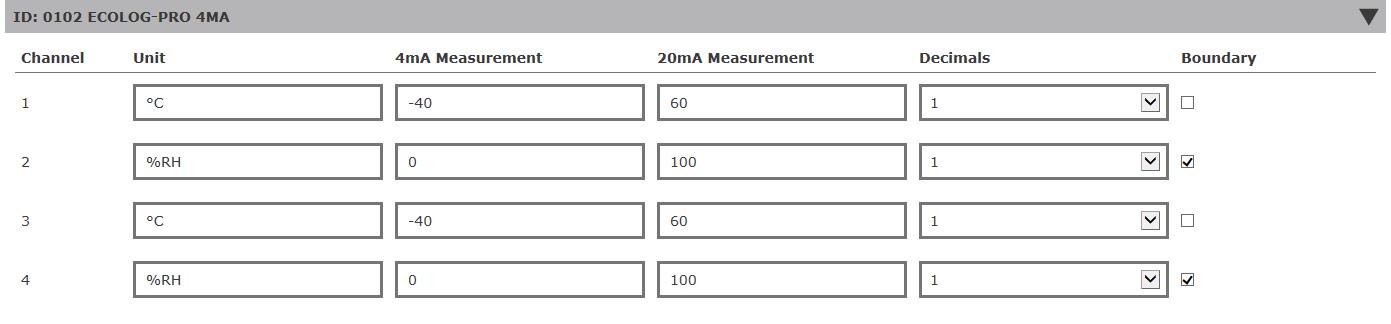 ID: 0102 ECOLOG-PRO 4MA
Channel Unit 4mA Measurement 20mA Measurement Decimals Boundary
1 °C -40 60 1
2 %RH 0 100 1
3 °C -40 60 1
4 %RH 0 100 1